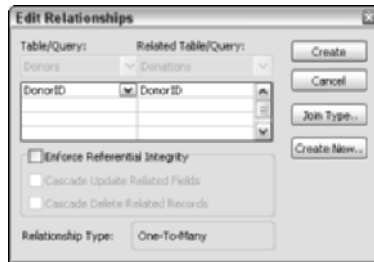 Edit Relationships
Table/Query: Related Table/Query:
Donors Donations
DonorID DonorID
Enforce Referential Integrity
Cascade Update Related Fields
Cascade Delete Related Records
Relationship Type: One-To-Many
Create
Cancel
Join Type..
Create New..